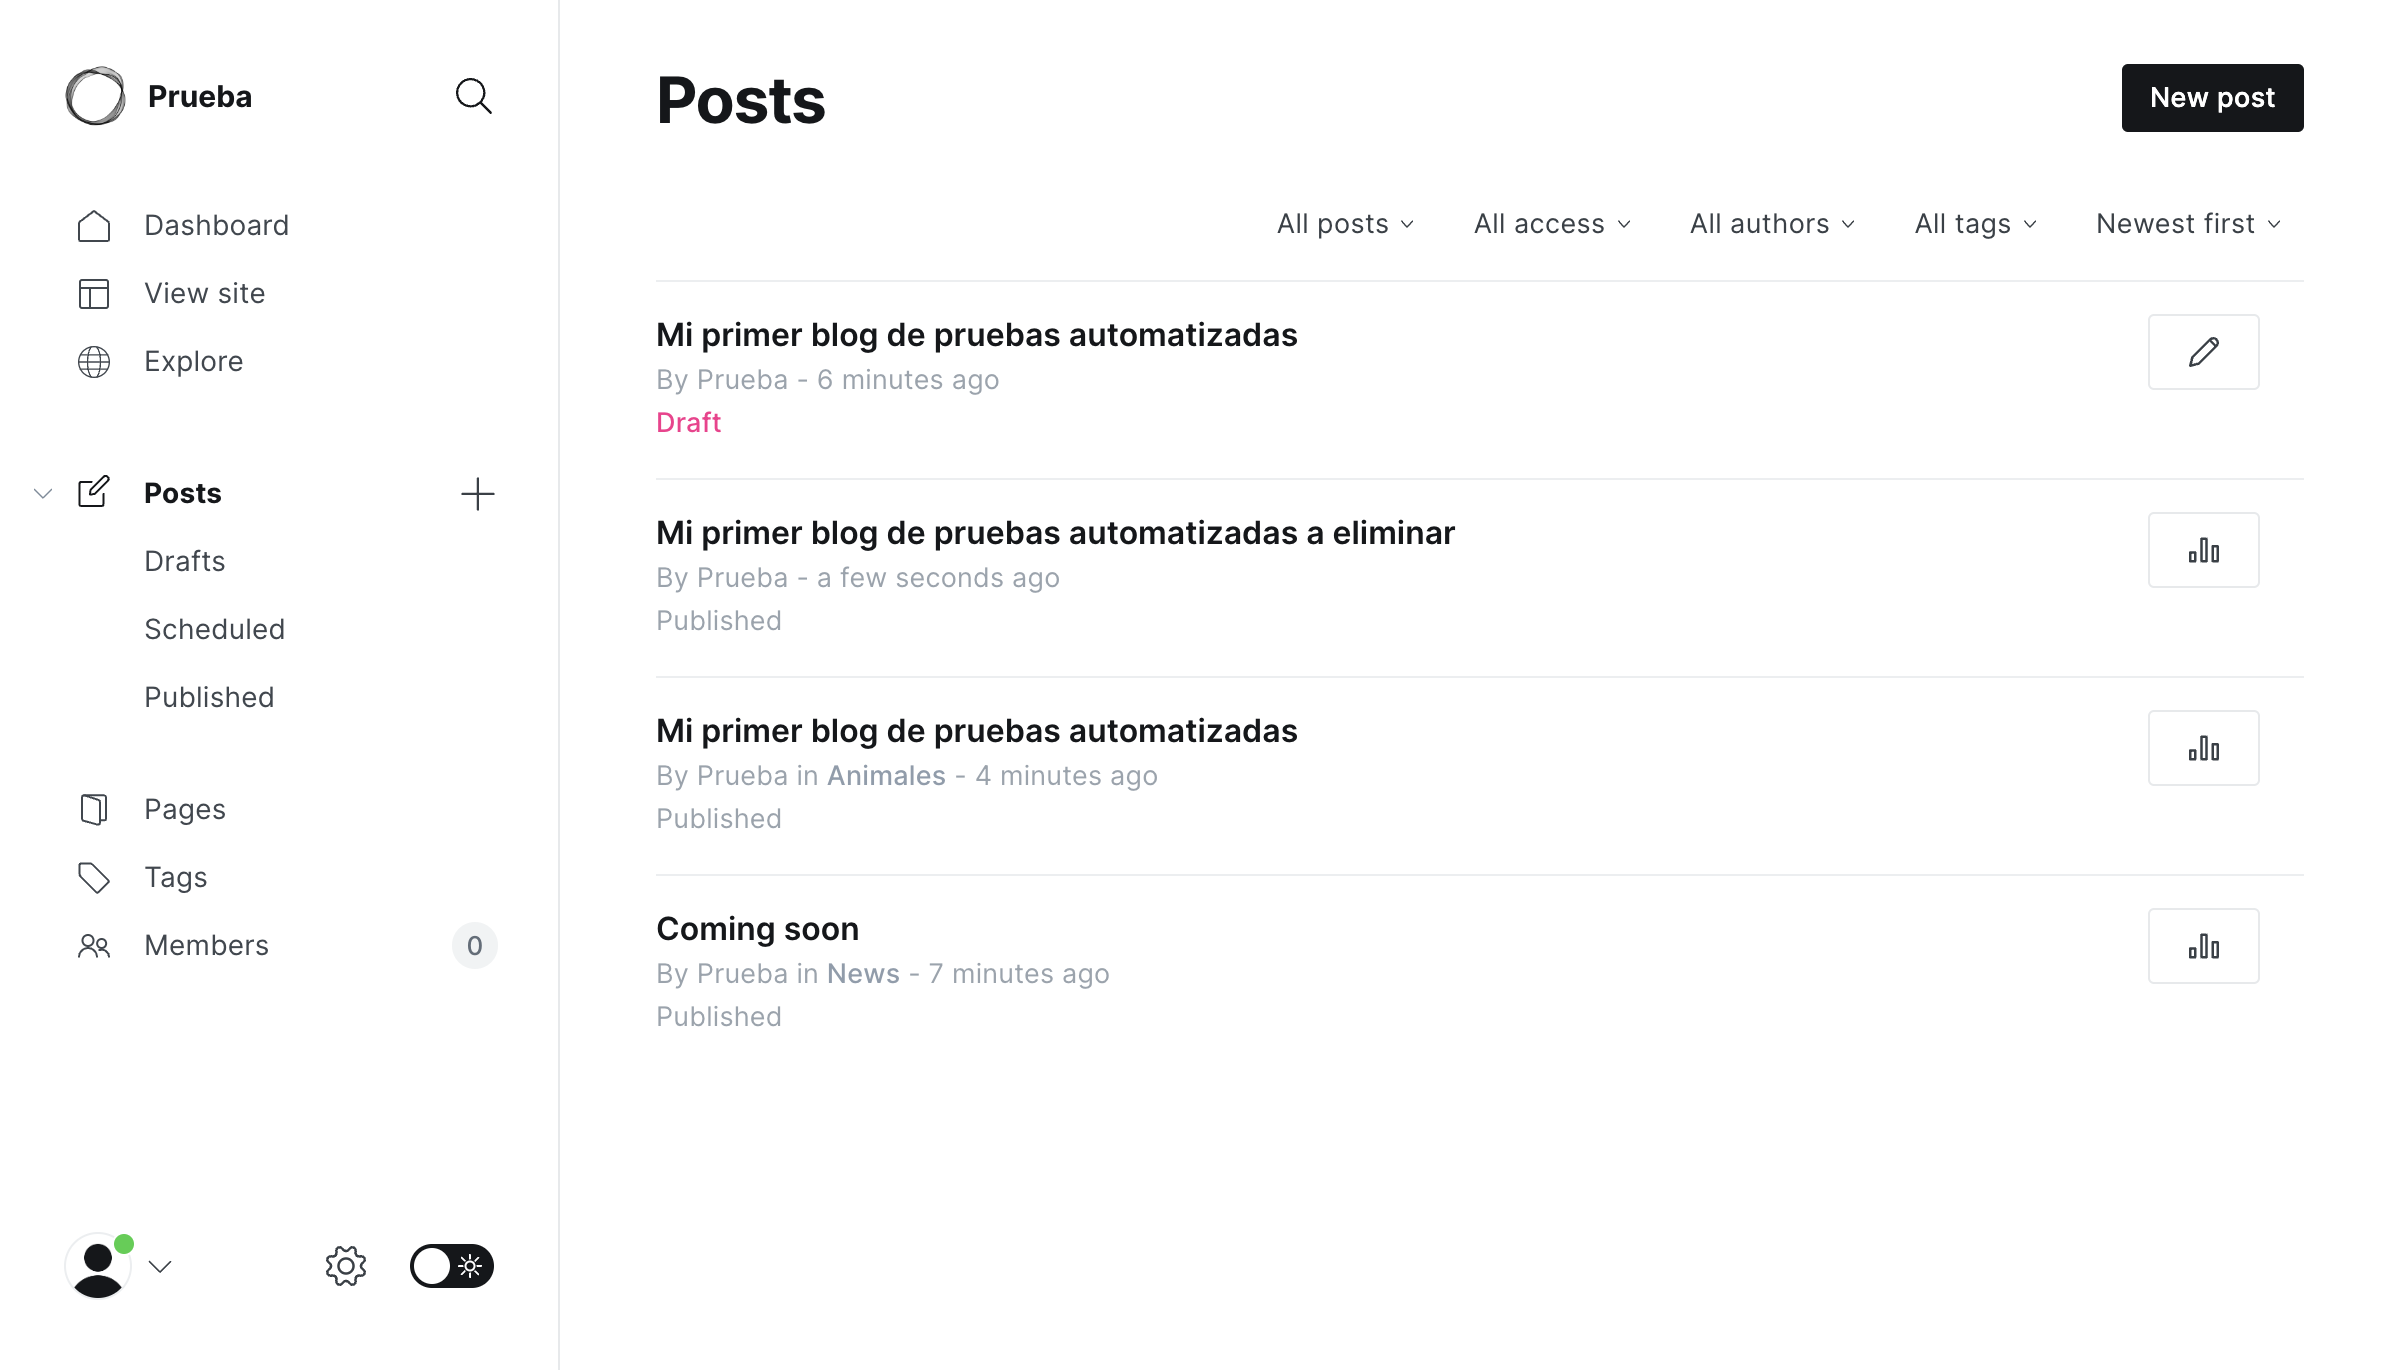 Prueba
Dashboard
View site
Explore
Posts
Drafts
Scheduled
Published
Pages
Tags
Members 0
Posts
New post
All posts All access All authors All tags Newest first
Mi primer blog de pruebas automatizadas
By Prueba - 6 minutes ago
Draft
Mi primer blog de pruebas automatizadas a eliminar
By Prueba - a few seconds ago
Published
Mi primer blog de pruebas automatizadas
By Prueba in Animales - 4 minutes ago
Published
Coming soon
By Prueba in News - 7 minutes ago
Published